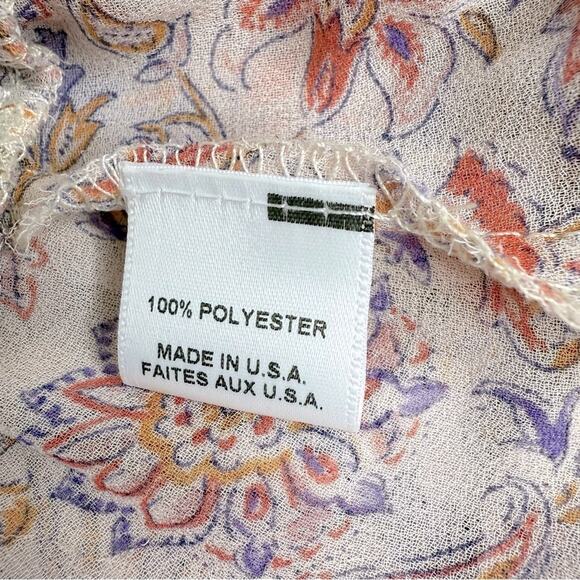 100% POLYESTER
MADE IN U.S.A.
FAITES AUX U.S.A.